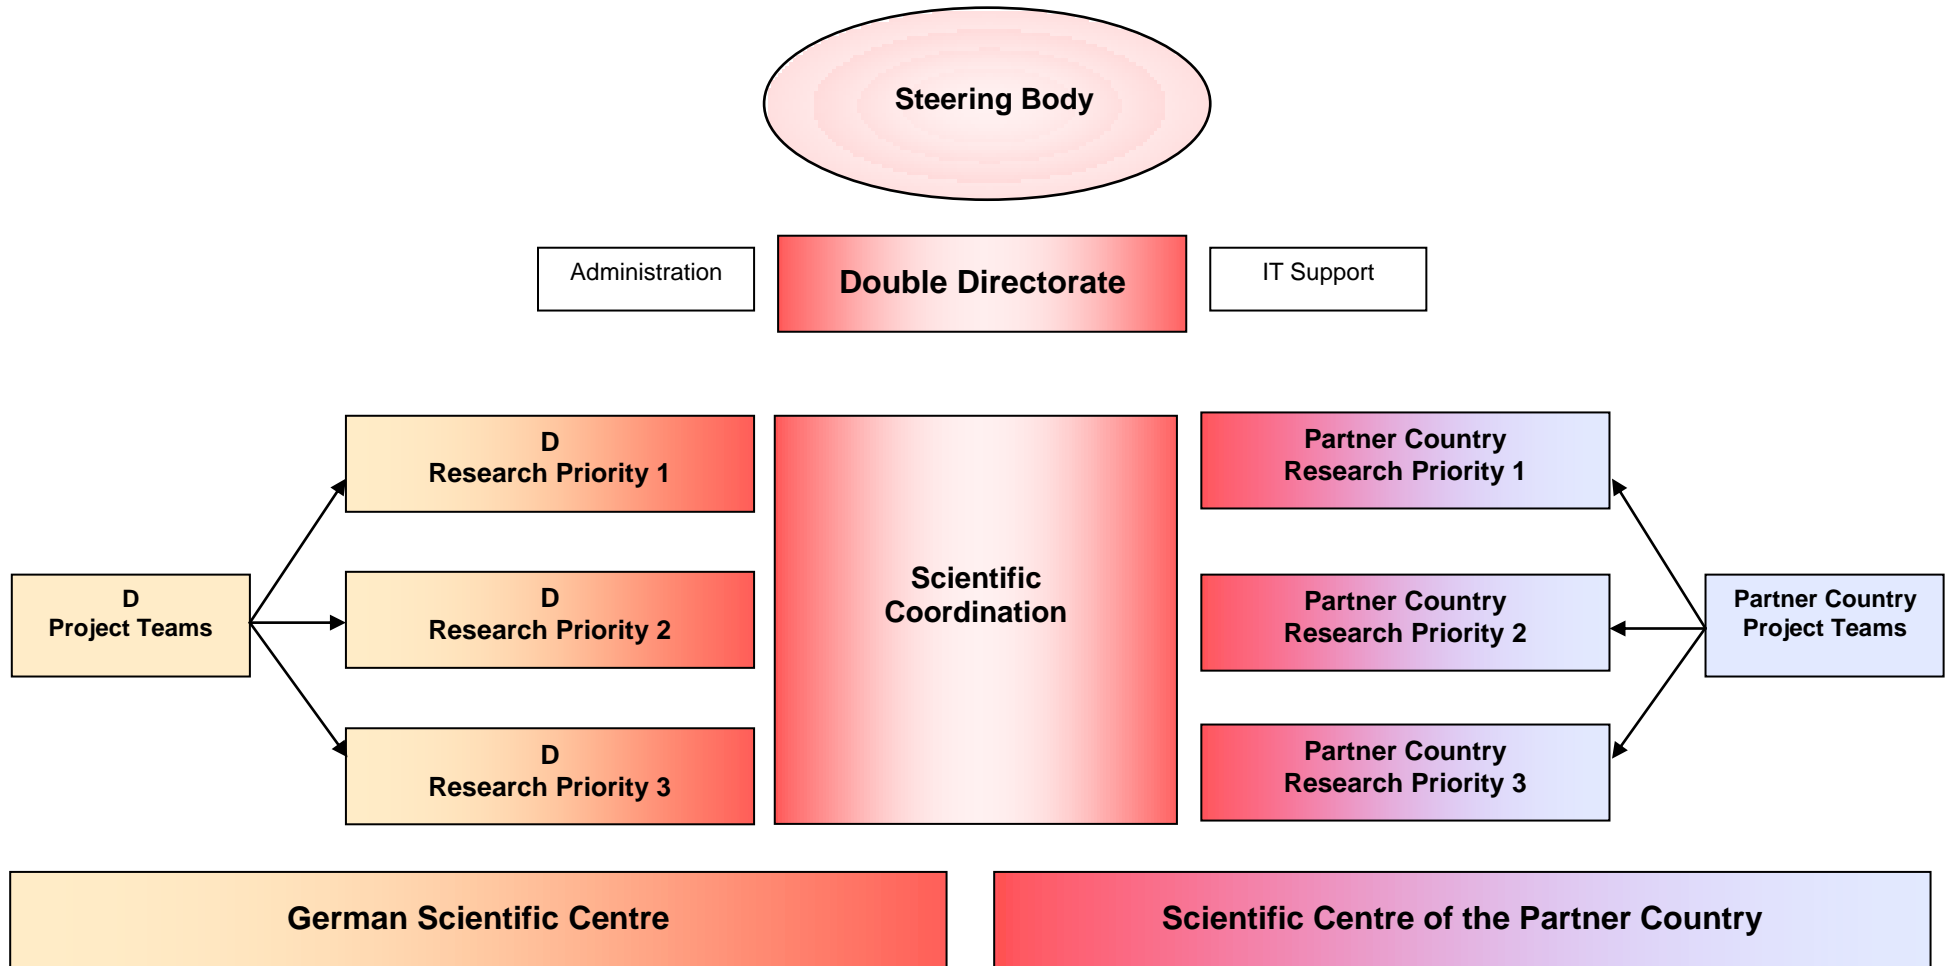 Steering Body
Administration
Double Directorate
IT Support
D
Research Priority 1
Partner Country
Research Priority 1
D
Project Teams
D
Research Priority 2
Scientific
Coordination
Partner Country
Research Priority 2
Partner Country
Project Teams
D
Research Priority 3
Partner Country
Research Priority 3
German Scientific Centre
Scientific Centre of the Partner Country